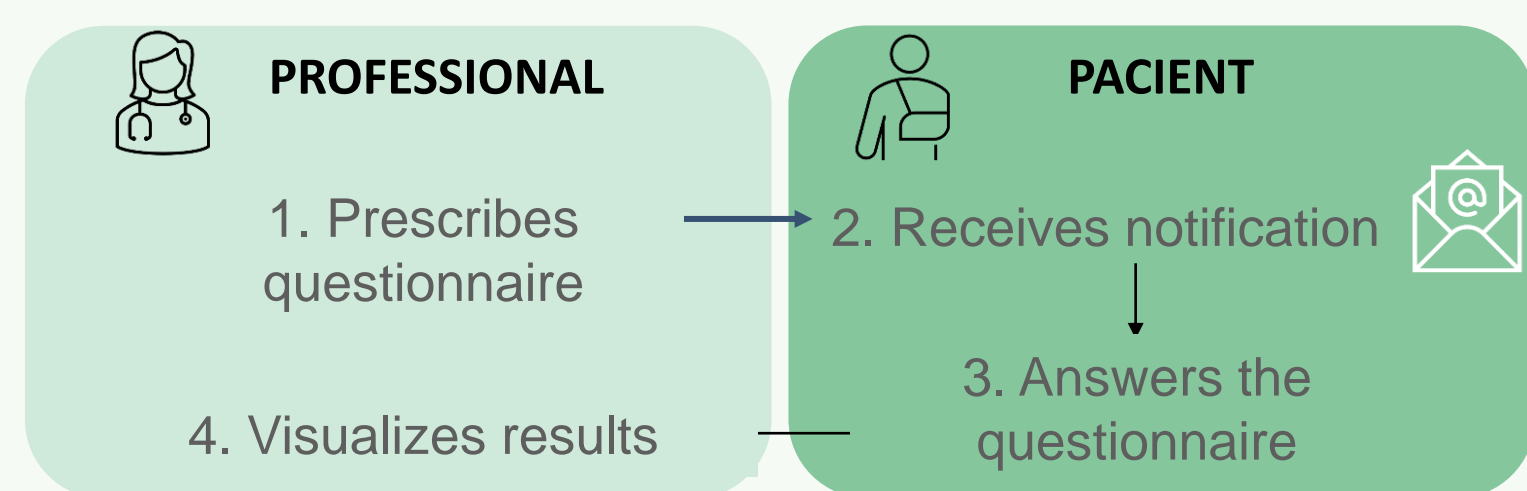 PROFESSIONAL
1. Prescribes
questionnaire
4. Visualizes results
PACIENT
2. Receives notification
@
3. Answers the
questionnaire